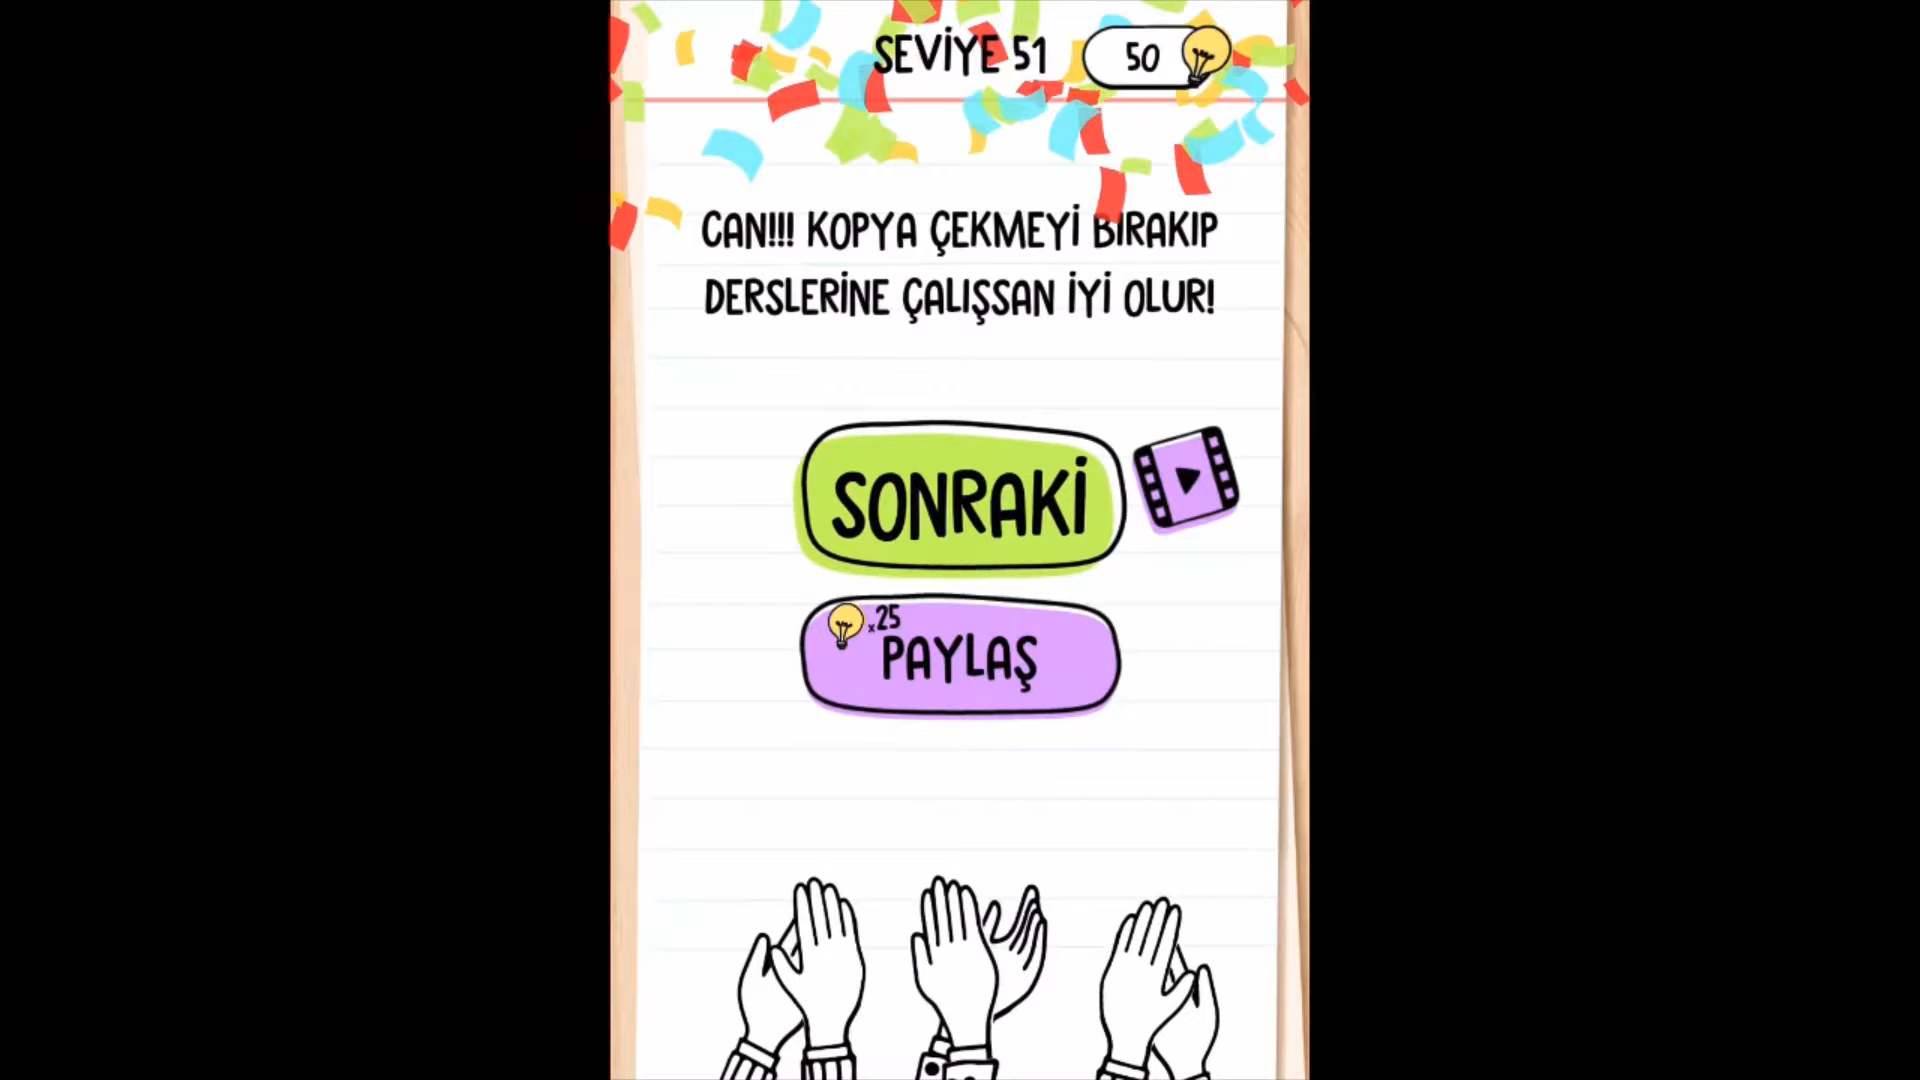 SEVİYE 51
50
CAN!!! KOPYA ÇEKMEYİ BIRAKIP
DERSLERİNE ÇALIŞSAN İYİ OLUR!
SONRAKİ
x25
PAYLAŞ